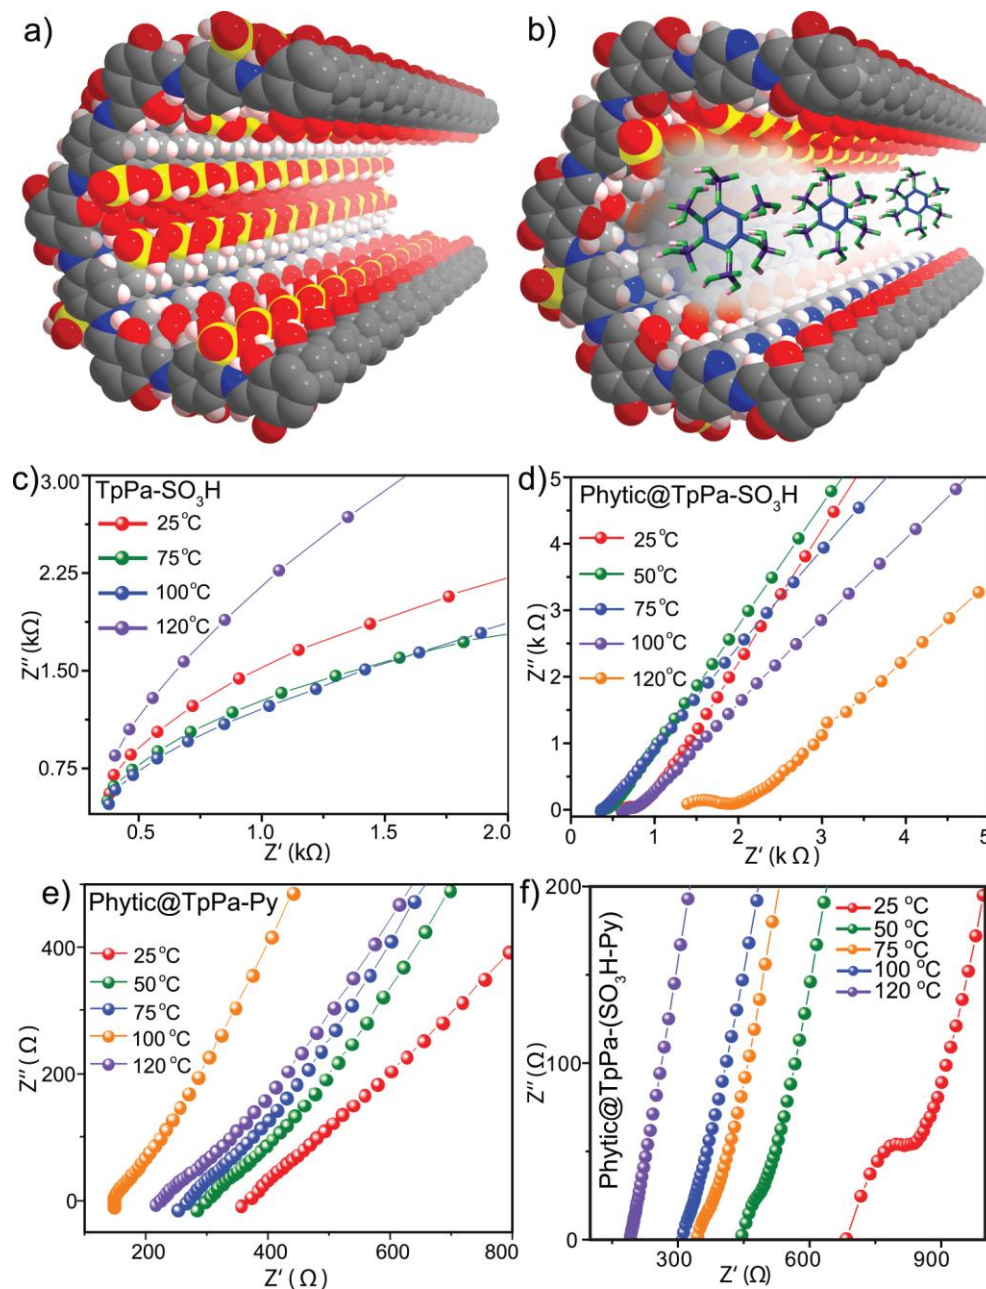 a)
b)
c)
TpPa-SO₃H
25°C
75°C
100°C
120°C
3.00
2.25
1.50
0.75
Z″ (kΩ)
0.5
1.0
1.5
2.0
Z′ (kΩ)
d)
Phytic@TpPa-SO₃H
25°C
50°C
75°C
100°C
120°C
5
4
3
2
1
0
Z″ (k Ω)
0
1
2
3
4
5
Z′ (k Ω)
e)
Phytic@TpPa-Py
25 °C
50 °C
75 °C
100 °C
120 °C
400
200
0
Z″ (Ω)
200
400
600
800
Z′ (Ω)
f)
Phytic@TpPa-(SO₃H-Py)
25 °C
50 °C
75 °C
100 °C
120 °C
200
100
0
Z″ (Ω)
300
600
900
Z′ (Ω)